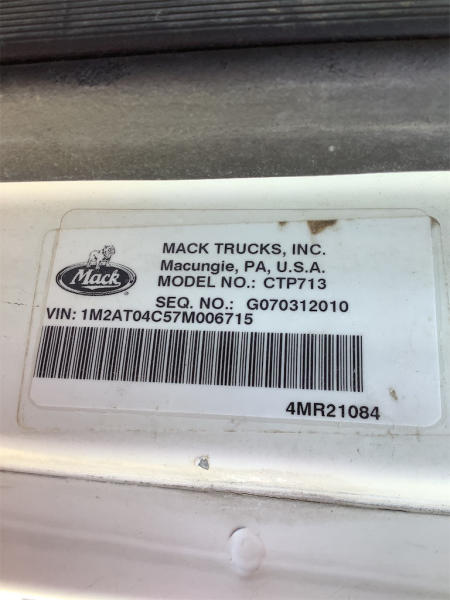 Mack
MACK TRUCKS, INC.
Macungie, PA, U.S.A.
MODEL NO.: CTP713
SEQ. NO.: G070312010
VIN: 1M2AT04C57M006715
4MR21084